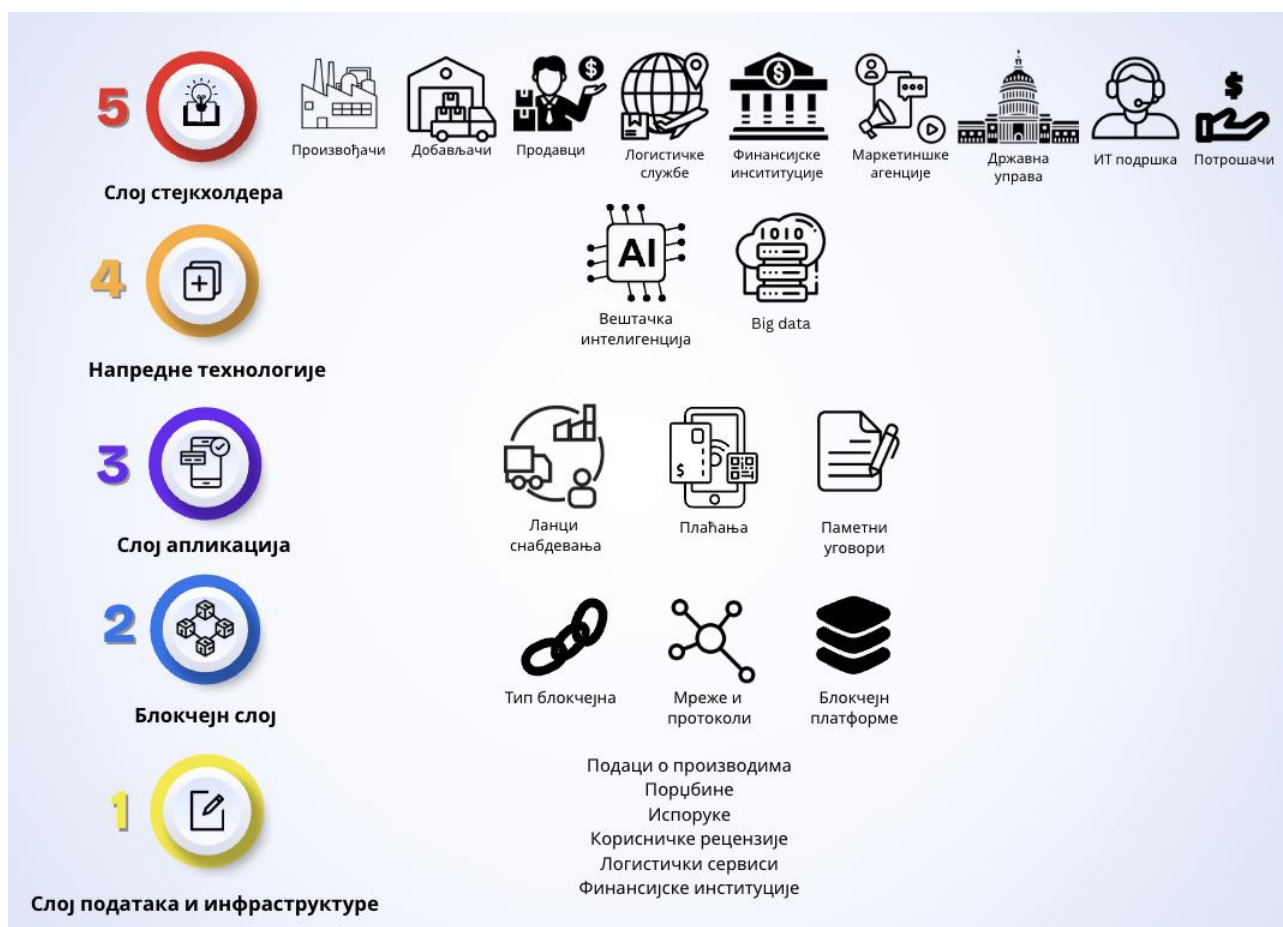 5
Произвођачи
Добављачи
Продавци
Логистичке
службе
Финансијске
инсититуције
Маркетиншке
агенције
Државна
управа
ИТ подршка
Потрошачи
Слој стејкхолдера
4
AI
1010
Вештачка
интелигенција
Big data
Напредне технологије
3
$
Ланци
снабдевања
Плаћања
Паметни
уговори
Слој апликација
2
Тип блокчејна
Мреже и
протоколи
Блокчејн
платформе
Блокчејн слој
1
Подаци о производима
Порџбине
Испоруке
Корисничке рецензије
Логистички сервиси
Финансијске институције
Слој података и инфраструктуре